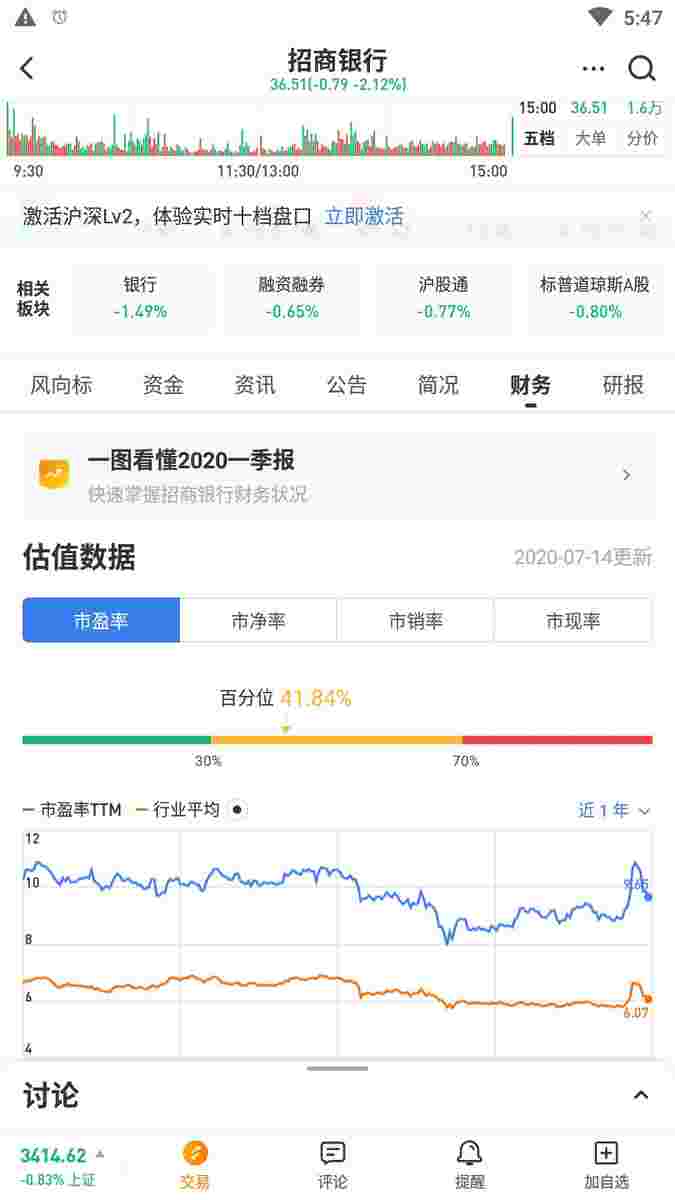 5:47
招商银行
36.51(-0.79 -2.12%)
15:00 36.51 1.6万
五档 大单 分价
9:30 11:30/13:00 15:00
激活沪深Lv2，体验实时十档盘口 立即激活
相关板块
银行 融资融券 沪股通 标普道琼斯A股
-1.49% -0.65% -0.77% -0.80%
风向标 资金 资讯 公告 简况 财务 研报
一图看懂2020一季报
快速掌握招商银行财务状况
估值数据 2020-07-14更新
市盈率 市净率 市销率 市现率
百分位 41.84%
30% 70%
市盈率TTM 行业平均 近1年
12
10
9.65
8
6
6.07
4
讨论
3414.62
-0.83% 上证
交易 评论 提醒 加自选